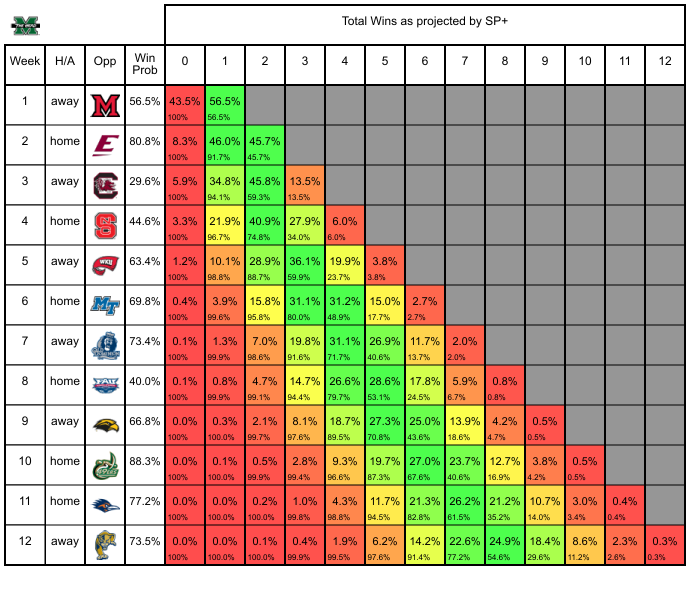 Total Wins as projected by SP+
Week H/A Opp Win Prob 0 1 2 3 4 5 6 7 8 9 10 11 12
1 away M 56.5% 43.5% 56.5%
100% 56.5%
2 home E 80.8% 8.3% 46.0% 45.7%
100% 91.7% 45.7%
3 away C 29.6% 5.9% 34.8% 45.8% 13.5%
100% 94.1% 59.3% 13.5%
4 home 44.6% 3.3% 21.9% 40.9% 27.9% 6.0%
100% 96.7% 74.8% 34.0% 6.0%
5 away WKU 63.4% 1.2% 10.1% 28.9% 36.1% 19.9% 3.8%
100% 98.8% 88.7% 59.9% 23.7% 3.8%
6 home MT 69.8% 0.4% 3.9% 15.8% 31.1% 31.2% 15.0% 2.7%
100% 99.6% 95.8% 80.0% 48.9% 17.7% 2.7%
7 away 73.4% 0.1% 1.3% 7.0% 19.8% 31.1% 26.9% 11.7% 2.0%
100% 99.9% 98.6% 91.6% 71.7% 40.6% 13.7% 2.0%
8 home FAU 40.0% 0.1% 0.8% 4.7% 14.7% 26.6% 28.6% 17.8% 5.9% 0.8%
100% 99.9% 99.1% 94.4% 79.7% 53.1% 24.5% 6.7% 0.8%
9 away 66.8% 0.0% 0.3% 2.1% 8.1% 18.7% 27.3% 25.0% 13.9% 4.2% 0.5%
100% 100.0% 99.7% 97.6% 89.5% 70.8% 43.6% 18.6% 4.7% 0.5%
10 home 88.3% 0.0% 0.1% 0.5% 2.8% 9.3% 19.7% 27.0% 23.7% 12.7% 3.8% 0.5%
100% 100.0% 99.9% 99.4% 96.6% 87.3% 67.6% 40.6% 16.9% 4.2% 0.5%
11 home 77.2% 0.0% 0.0% 0.2% 1.0% 4.3% 11.7% 21.3% 26.2% 21.2% 10.7% 3.0% 0.4%
100% 100.0% 100.0% 99.8% 98.8% 94.5% 82.8% 61.5% 35.2% 14.0% 3.4% 0.4%
12 away 73.5% 0.0% 0.0% 0.1% 0.4% 1.9% 6.2% 14.2% 22.6% 24.9% 18.4% 8.6% 2.3% 0.3%
100% 100.0% 100.0% 99.9% 99.5% 97.6% 91.4% 77.2% 54.6% 29.6% 11.2% 2.6% 0.3%